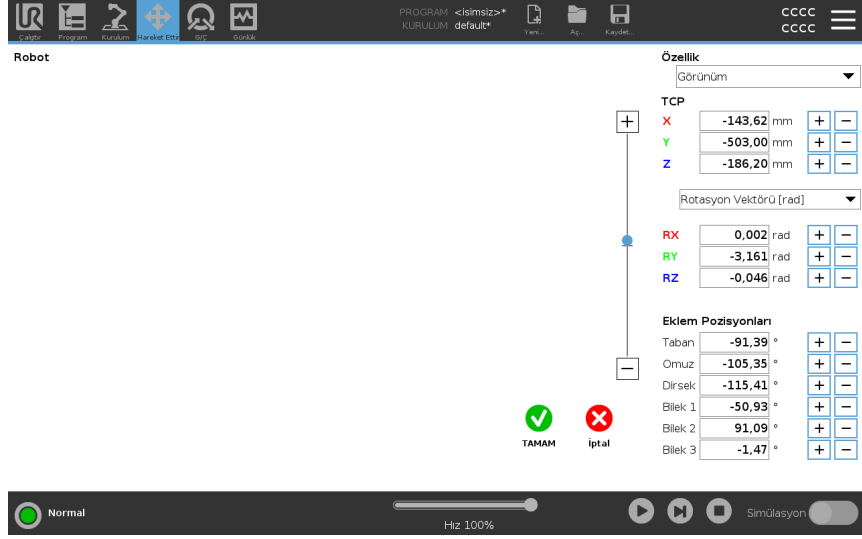 PROGRAM <isimsiz>*
KURULUM default*
Çalıştır Program Kurulum Hareket Ettir G/Ç Günlük Yeni... Aç... Kaydet...
CCCC
CCCC
Robot
Özellik
Görünüm
TCP
X -143,62 mm + −
Y -503,00 mm + −
Z -186,20 mm + −
Rotasyon Vektörü [rad]
RX 0,002 rad + −
RY -3,161 rad + −
RZ -0,046 rad + −
Eklem Pozisyonları
Taban -91,39 ° + −
Omuz -105,35 ° + −
Dirsek -115,41 ° + −
Bilek 1 -50,93 ° + −
Bilek 2 91,09 ° + −
Bilek 3 -1,47 ° + −
TAMAM İptal
Normal
Hız 100%
Simülasyon